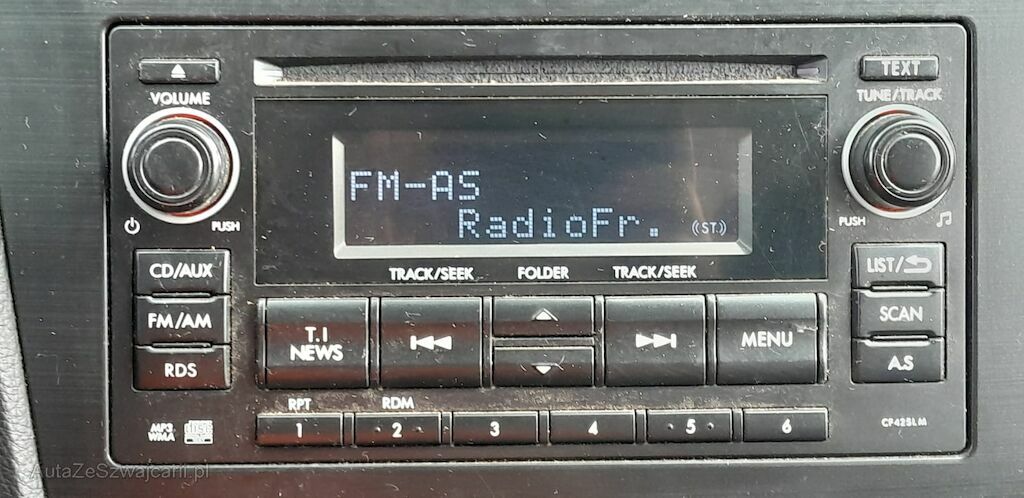 VOLUME
TEXT
TUNE/TRACK
FM-AS
RadioFr. (ST.)
PUSH
PUSH
TRACK/SEEK FOLDER TRACK/SEEK
CD/AUX
LIST/
FM/AM
T.I NEWS
MENU
SCAN
RDS
A.S
RPT RDM
1 2 3 4 5 6
MP3
WMA
CF42SLM
AutaZeSzwajcarii.pl